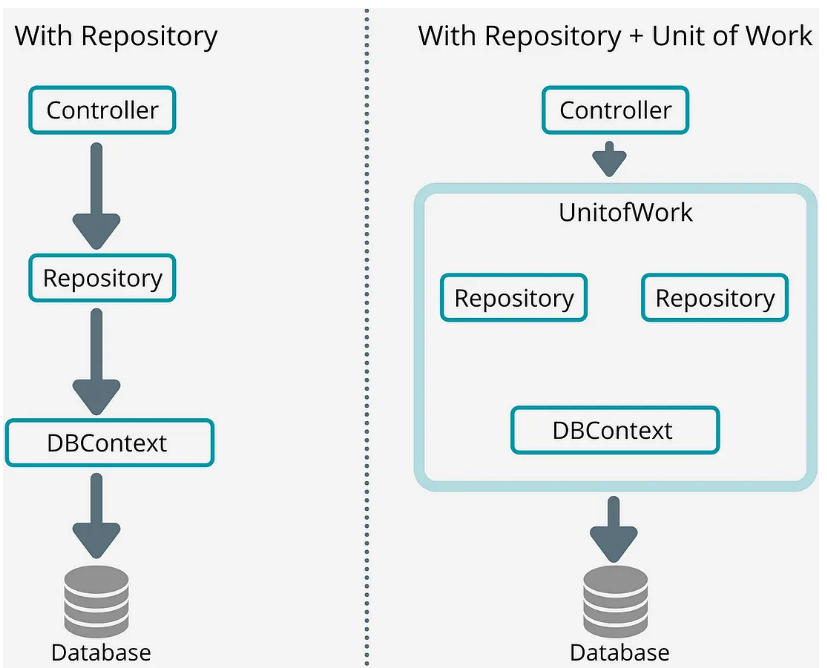 With Repository
Controller
Repository
DBContext
Database
With Repository + Unit of Work
Controller
UnitofWork
Repository
Repository
DBContext
Database